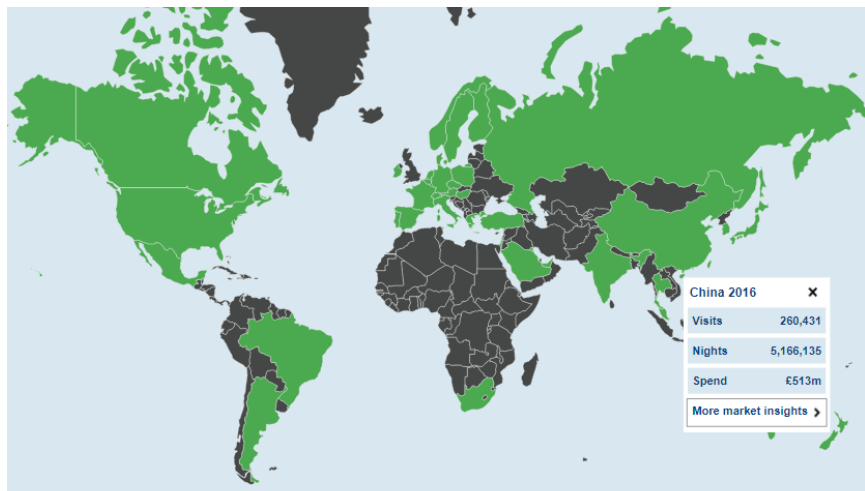 China 2016 ×
Visits 260,431
Nights 5,166,135
Spend £513m
More market insights >